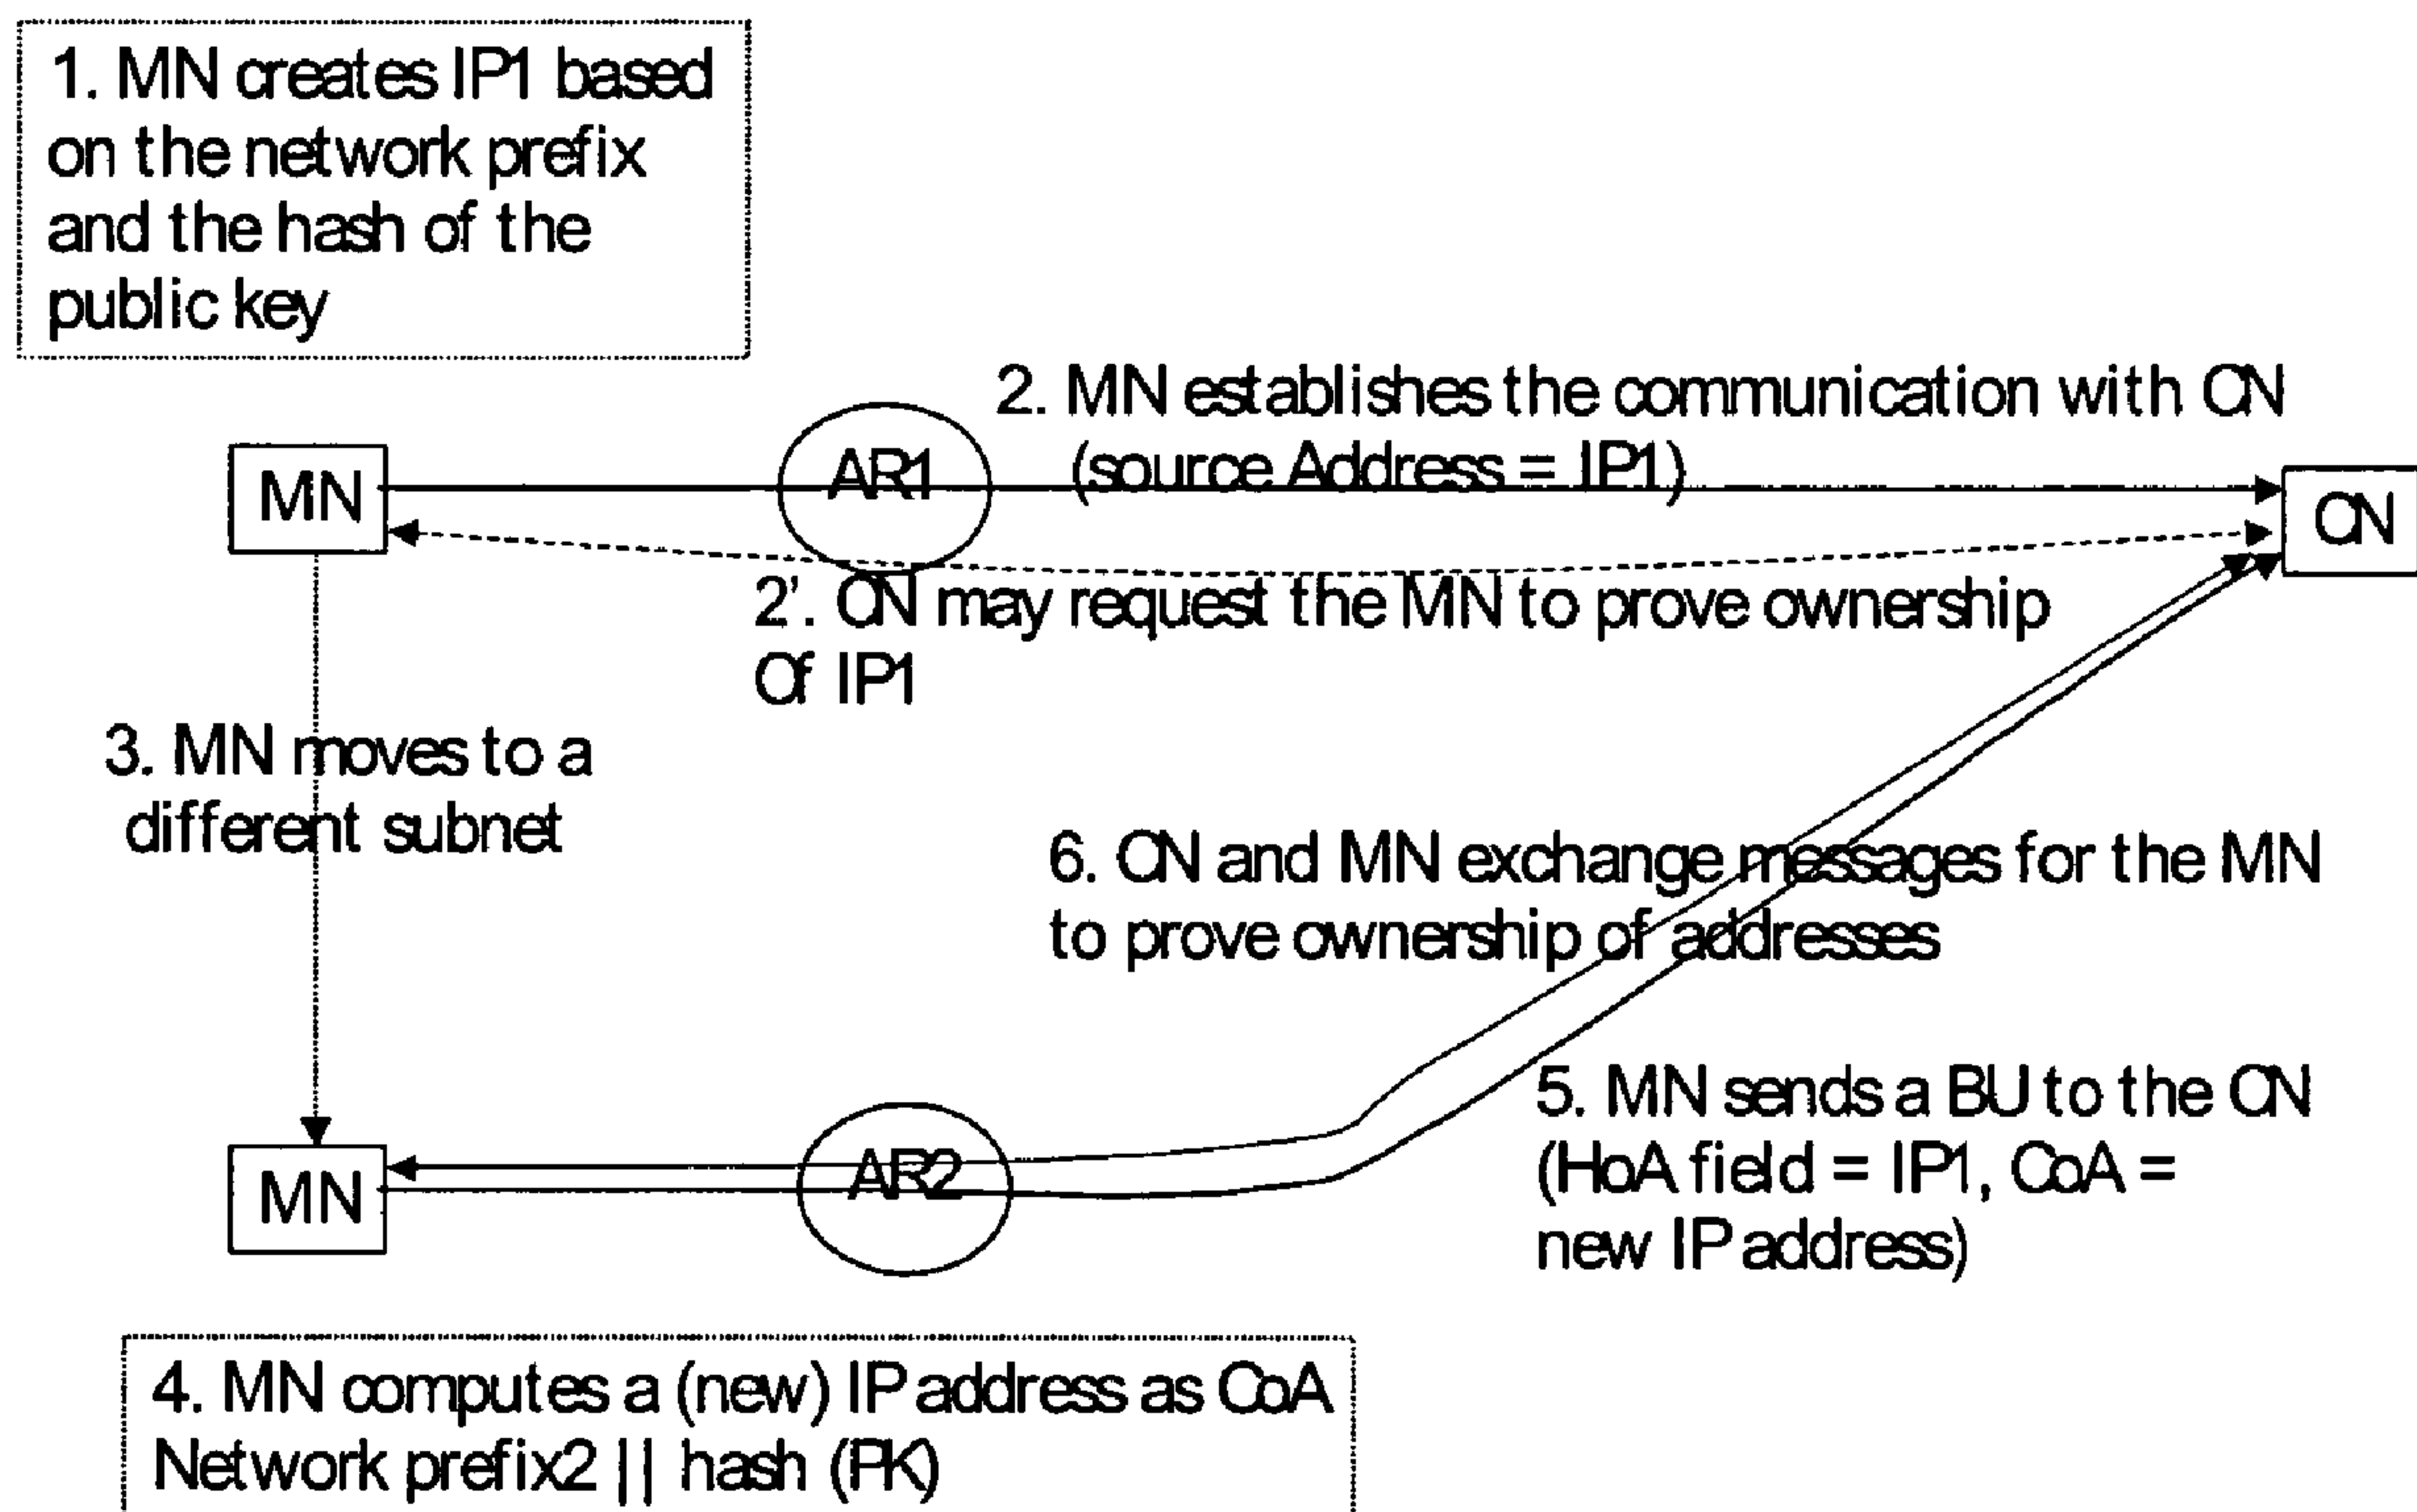 1. MN creates IP1 based
on the network prefix
and the hash of the
public key
2. MN establishes the communication with CN
(source Address = IP1)
MN
AR1
CN
2'. CN may request the MN to prove ownership
Of IP1
3. MN moves to a
different subnet
6. CN and MN exchange messages for the MN
to prove ownership of addresses
5. MN sends a BU to the CN
(HoA field = IP1, CoA =
new IP address)
MN
AR2
4. MN computes a (new) IP address as CoA
Network prefix2 || hash (PK)